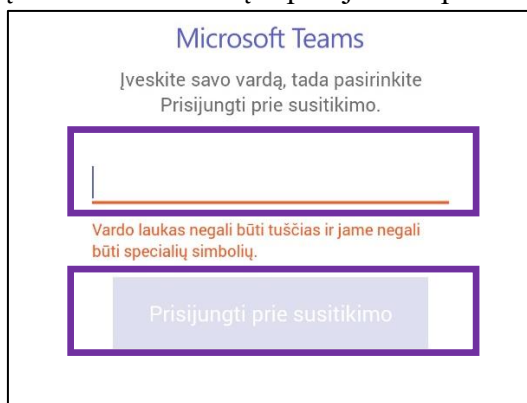 Microsoft Teams
Įveskite savo vardą, tada pasirinkite
Prisijungti prie susitikimo.
Vardo laukas negali būti tuščias ir jame negali
būti specialių simbolių.
Prisijungti prie susitikimo